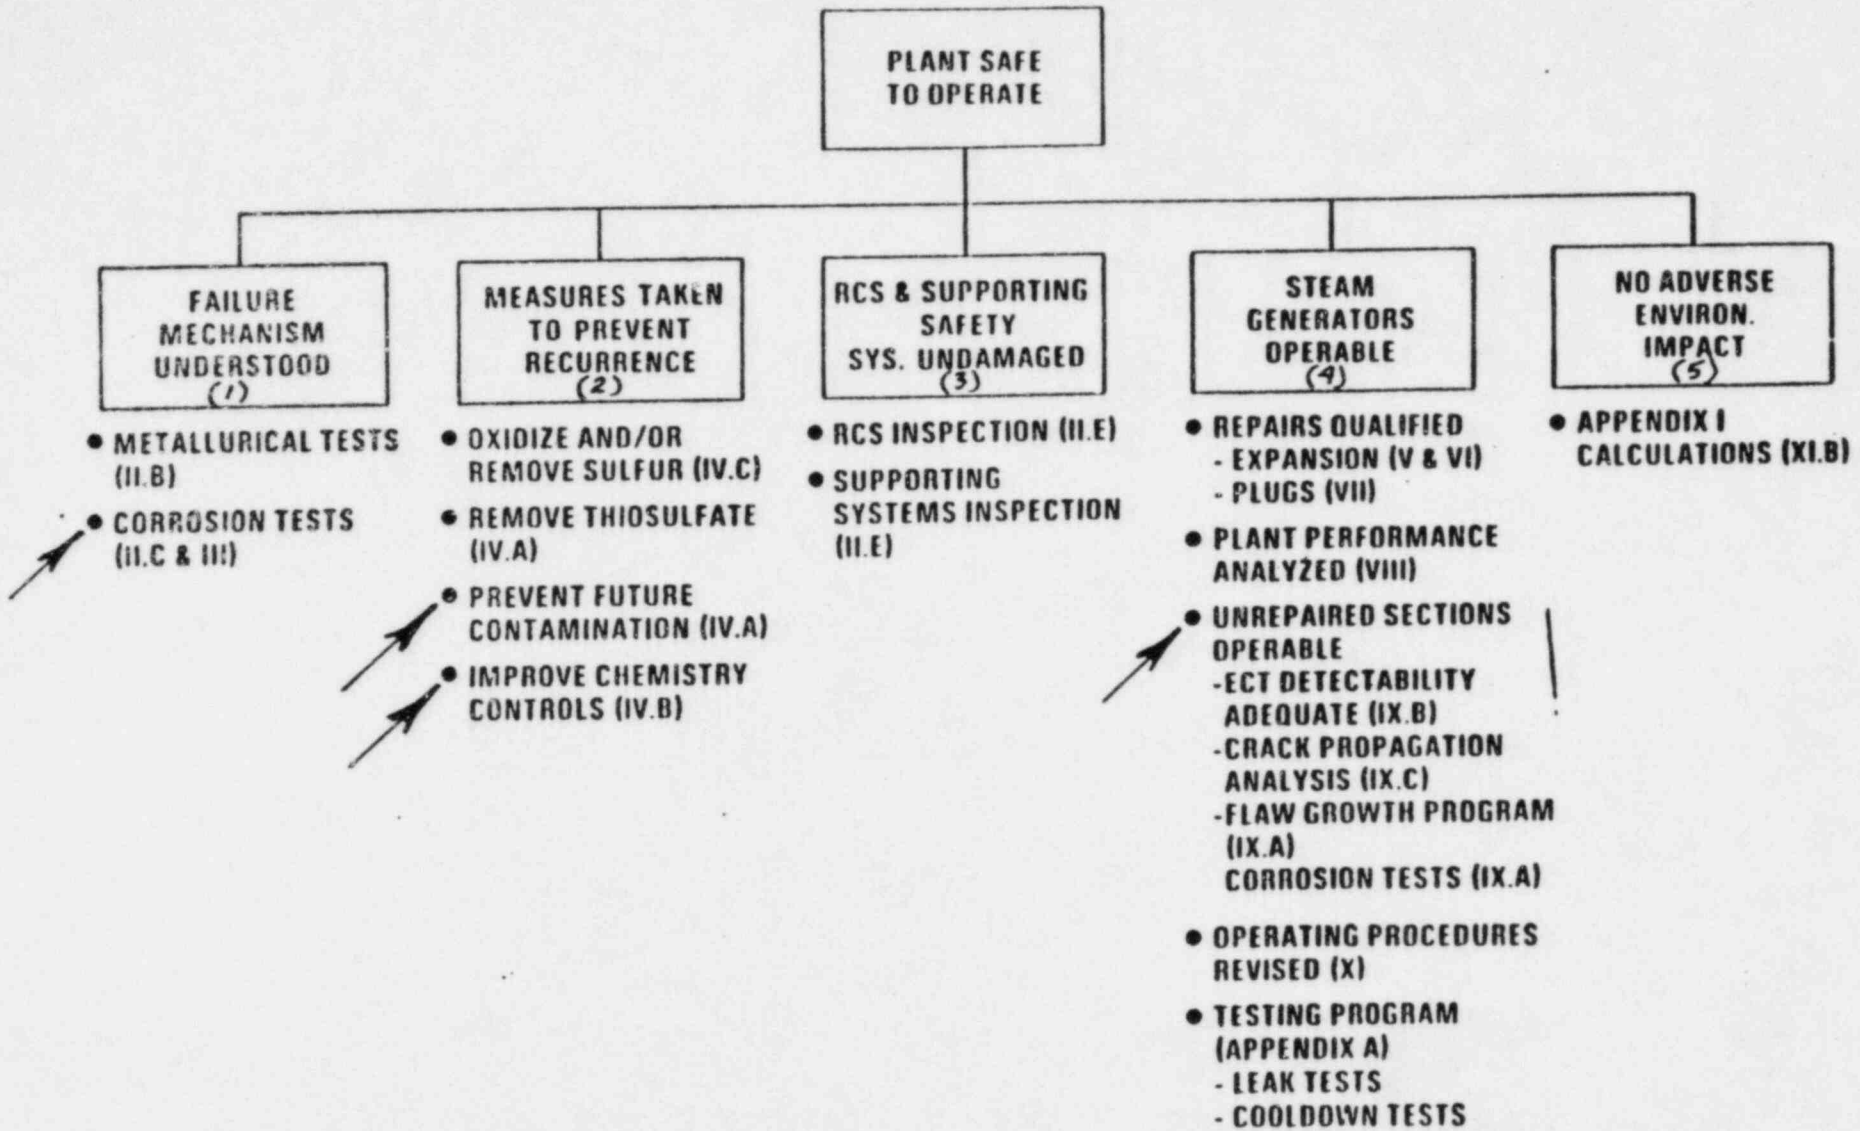 PLANT SAFE
TO OPERATE
FAILURE
MECHANISM
UNDERSTOOD
(1)
• METALLURICAL TESTS
(II.B)
• CORROSION TESTS
(II.C & III)
MEASURES TAKEN
TO PREVENT
RECURRENCE
(2)
• OXIDIZE AND/OR
REMOVE SULFUR (IV.C)
• REMOVE THIOSULFATE
(IV.A)
• PREVENT FUTURE
CONTAMINATION (IV.A)
• IMPROVE CHEMISTRY
CONTROLS (IV.B)
RCS & SUPPORTING
SAFETY
SYS. UNDAMAGED
(3)
• RCS INSPECTION (II.E)
• SUPPORTING
SYSTEMS INSPECTION
(II.E)
STEAM
GENERATORS
OPERABLE
(4)
• REPAIRS QUALIFIED
- EXPANSION (V & VI)
- PLUGS (VII)
• PLANT PERFORMANCE
ANALYZED (VIII)
• UNREPAIRED SECTIONS
OPERABLE
-ECT DETECTABILITY
ADEQUATE (IX.B)
-CRACK PROPAGATION
ANALYSIS (IX.C)
-FLAW GROWTH PROGRAM
(IX.A)
CORROSION TESTS (IX.A)
• OPERATING PROCEDURES
REVISED (X)
• TESTING PROGRAM
(APPENDIX A)
- LEAK TESTS
- COOLDOWN TESTS
NO ADVERSE
ENVIRON.
IMPACT
(5)
• APPENDIX I
CALCULATIONS (XI.B)